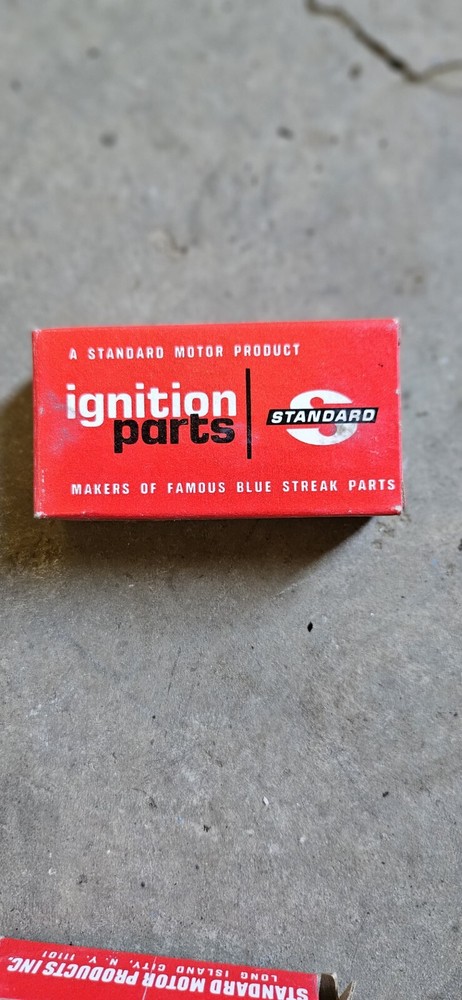 A STANDARD MOTOR PRODUCT
ignition
parts
S
STANDARD
MAKERS OF FAMOUS BLUE STREAK PARTS
STANDARD MOTOR PRODUCTS INC.
LONG ISLAND CITY, N. Y. 11101